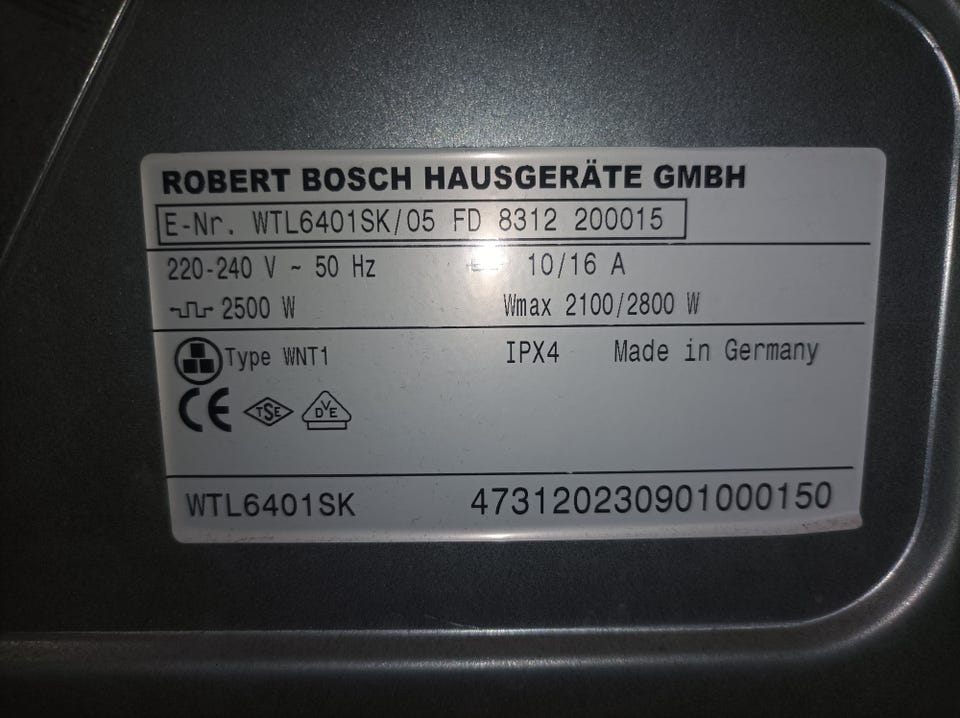 ROBERT BOSCH HAUSGERÄTE GMBH
E-Nr. WTL6401SK/05 FD 8312 200015
220-240 V ~ 50 Hz 10/16 A
2500 W Wmax 2100/2800 W
Type WNT1 IPX4 Made in Germany
CE TSE DVE
WTL6401SK 473120230901000150